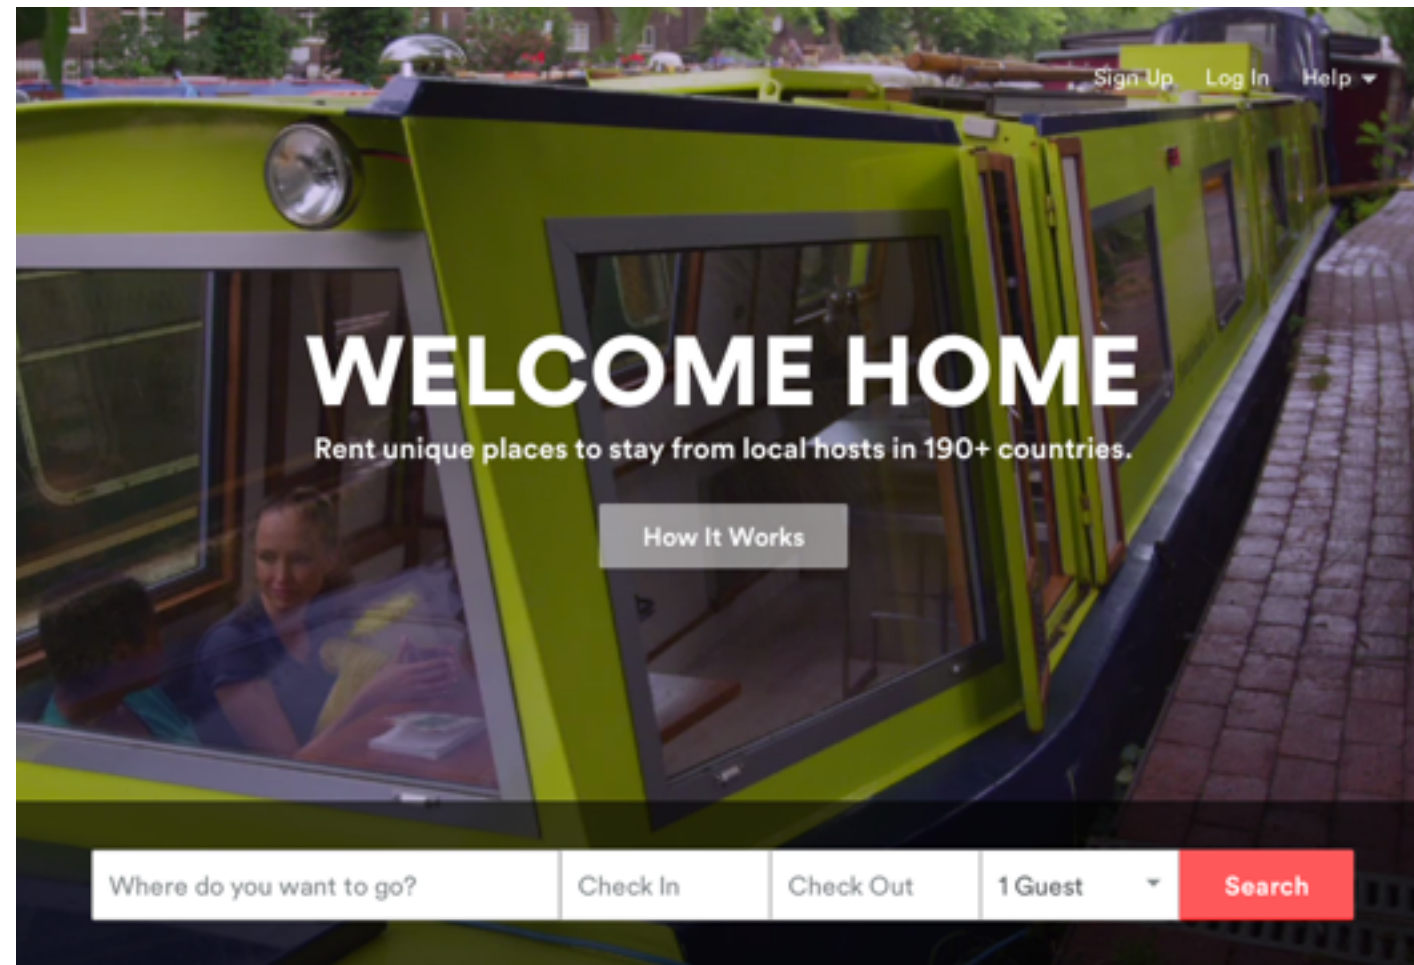 Sign Up Log In Help
WELCOME HOME
Rent unique places to stay from local hosts in 190+ countries.
How It Works
Where do you want to go? Check In Check Out 1 Guest Search